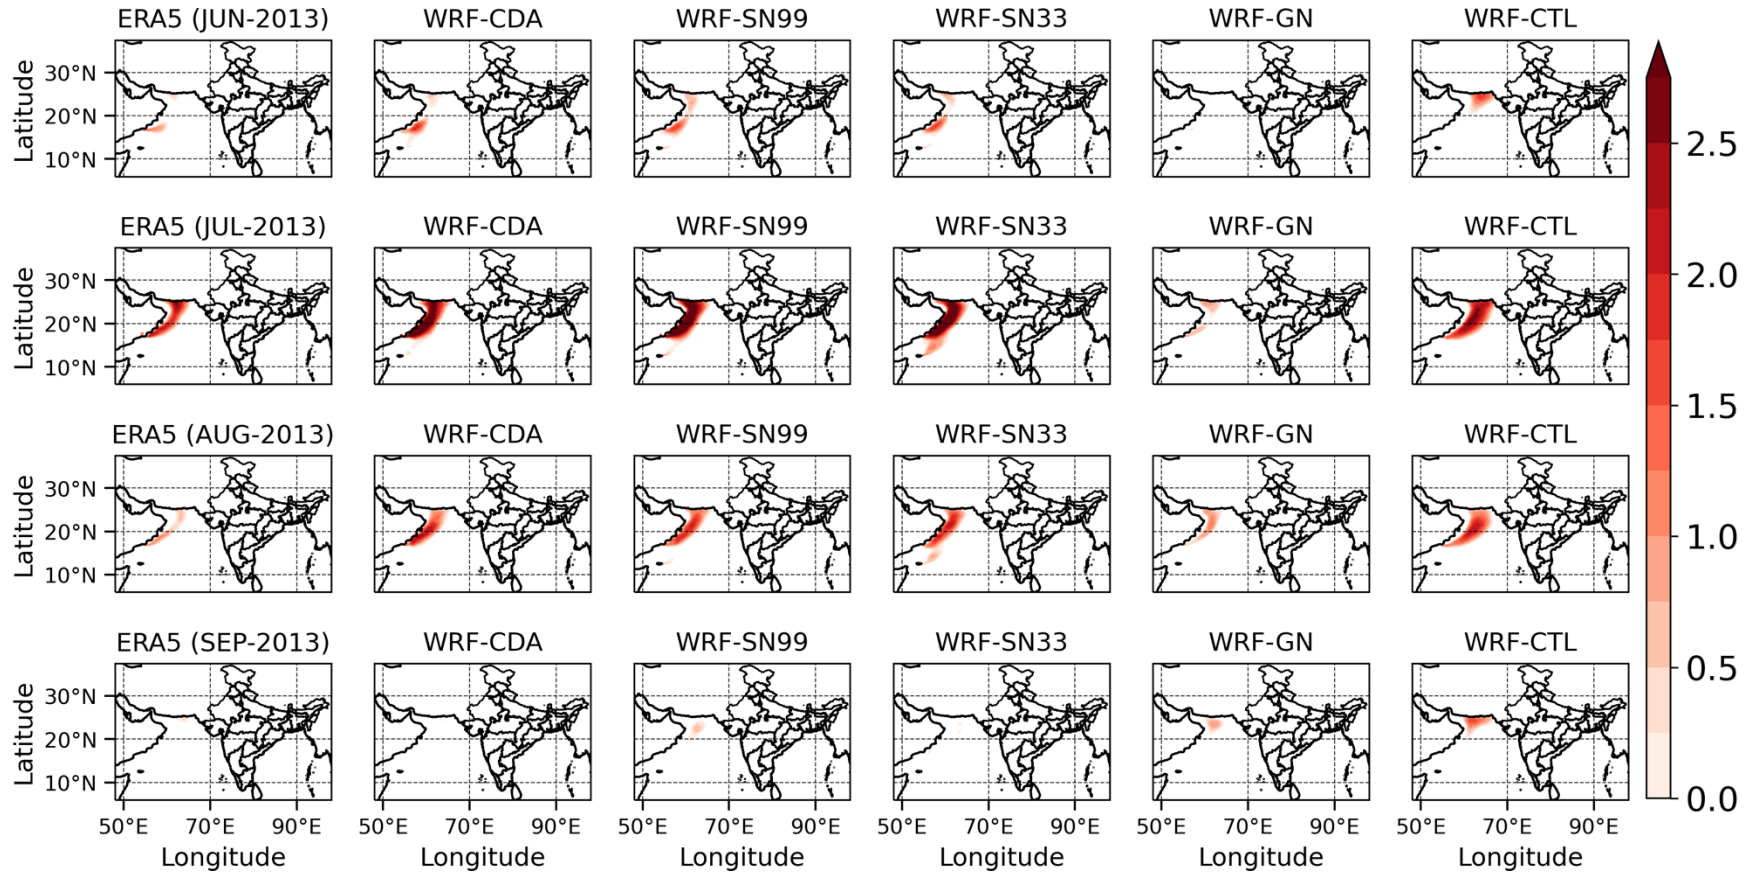 ERA5 (JUN-2013) WRF-CDA WRF-SN99 WRF-SN33 WRF-GN WRF-CTL
Latitude
30°N
20°N
10°N
ERA5 (JUL-2013) WRF-CDA WRF-SN99 WRF-SN33 WRF-GN WRF-CTL
Latitude
30°N
20°N
10°N
ERA5 (AUG-2013) WRF-CDA WRF-SN99 WRF-SN33 WRF-GN WRF-CTL
Latitude
30°N
20°N
10°N
ERA5 (SEP-2013) WRF-CDA WRF-SN99 WRF-SN33 WRF-GN WRF-CTL
Latitude
30°N
20°N
10°N
50°E 70°E 90°E 50°E 70°E 90°E 50°E 70°E 90°E 50°E 70°E 90°E 50°E 70°E 90°E 50°E 70°E 90°E
Longitude Longitude Longitude Longitude Longitude Longitude
2.5
2.0
1.5
1.0
0.5
0.0